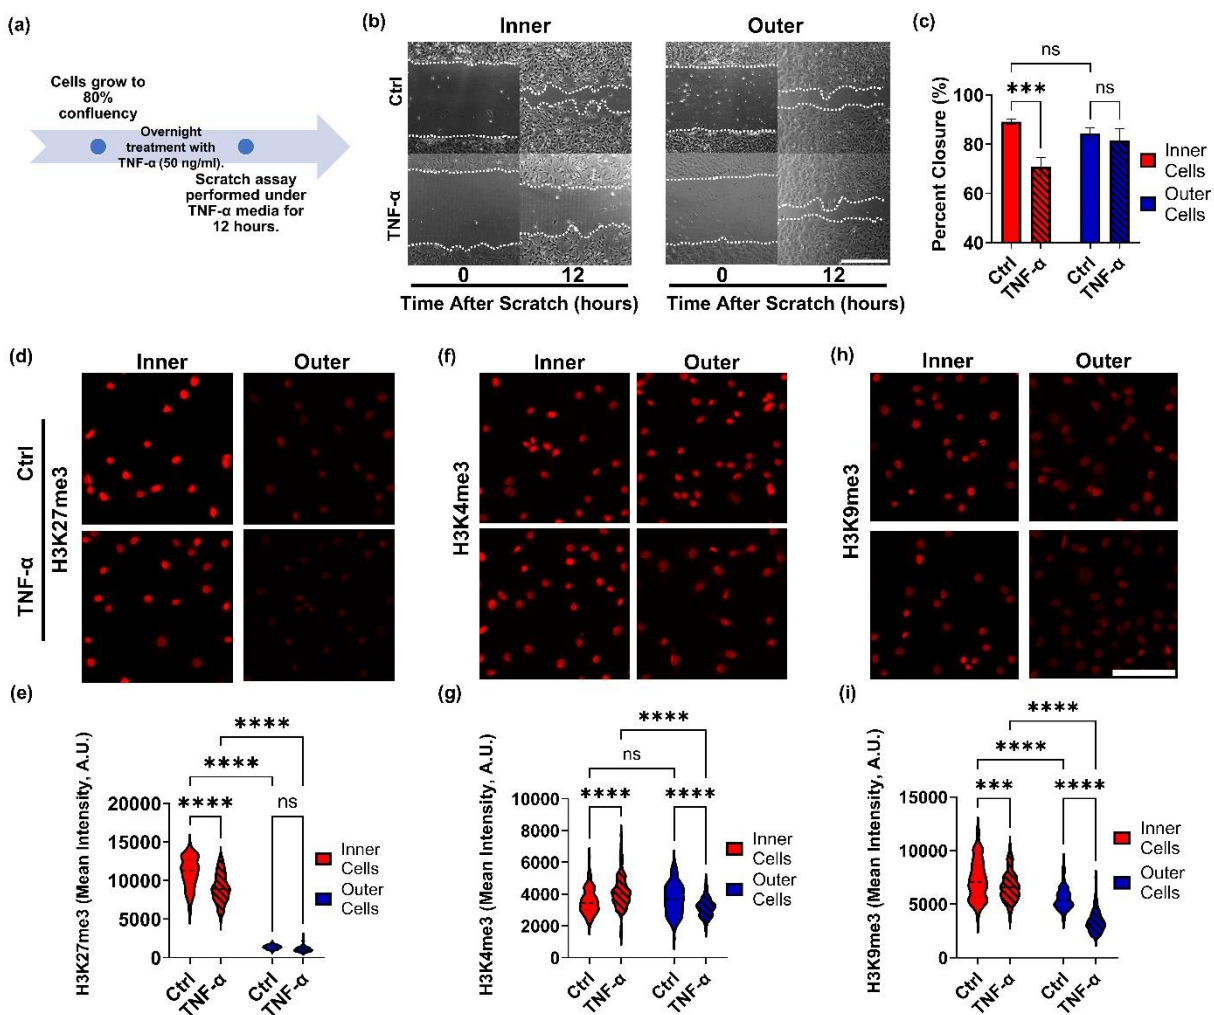 (a)
Cells grow to
80%
confluency
Overnight
treatment with
TNF-α (50 ng/ml).
Scratch assay
performed under
TNF-α media for
12 hours.
(b)
Inner
Outer
Ctrl
TNF-α
0
12
0
12
Time After Scratch (hours)
Time After Scratch (hours)
(c)
ns
***
ns
Percent Closure (%)
100
80
60
40
Ctrl
TNF-α
Ctrl
TNF-α
Inner
Cells
Outer
Cells
(d)
Inner
Outer
Ctrl
TNF-α
H3K27me3
(f)
Inner
Outer
H3K4me3
(h)
Inner
Outer
H3K9me3
(e)
H3K27me3 (Mean Intensity, A.U.)
****
****
****
ns
20000
15000
10000
5000
0
Ctrl
TNF-α
Ctrl
TNF-α
Inner
Cells
Outer
Cells
(g)
H3K4me3 (Mean Intensity, A.U.)
****
ns
****
****
10000
8000
6000
4000
2000
0
Ctrl
TNF-α
Ctrl
TNF-α
Inner
Cells
Outer
Cells
(i)
H3K9me3 (Mean Intensity, A.U.)
****
****
***
****
15000
10000
5000
0
Ctrl
TNF-α
Ctrl
TNF-α
Inner
Cells
Outer
Cells